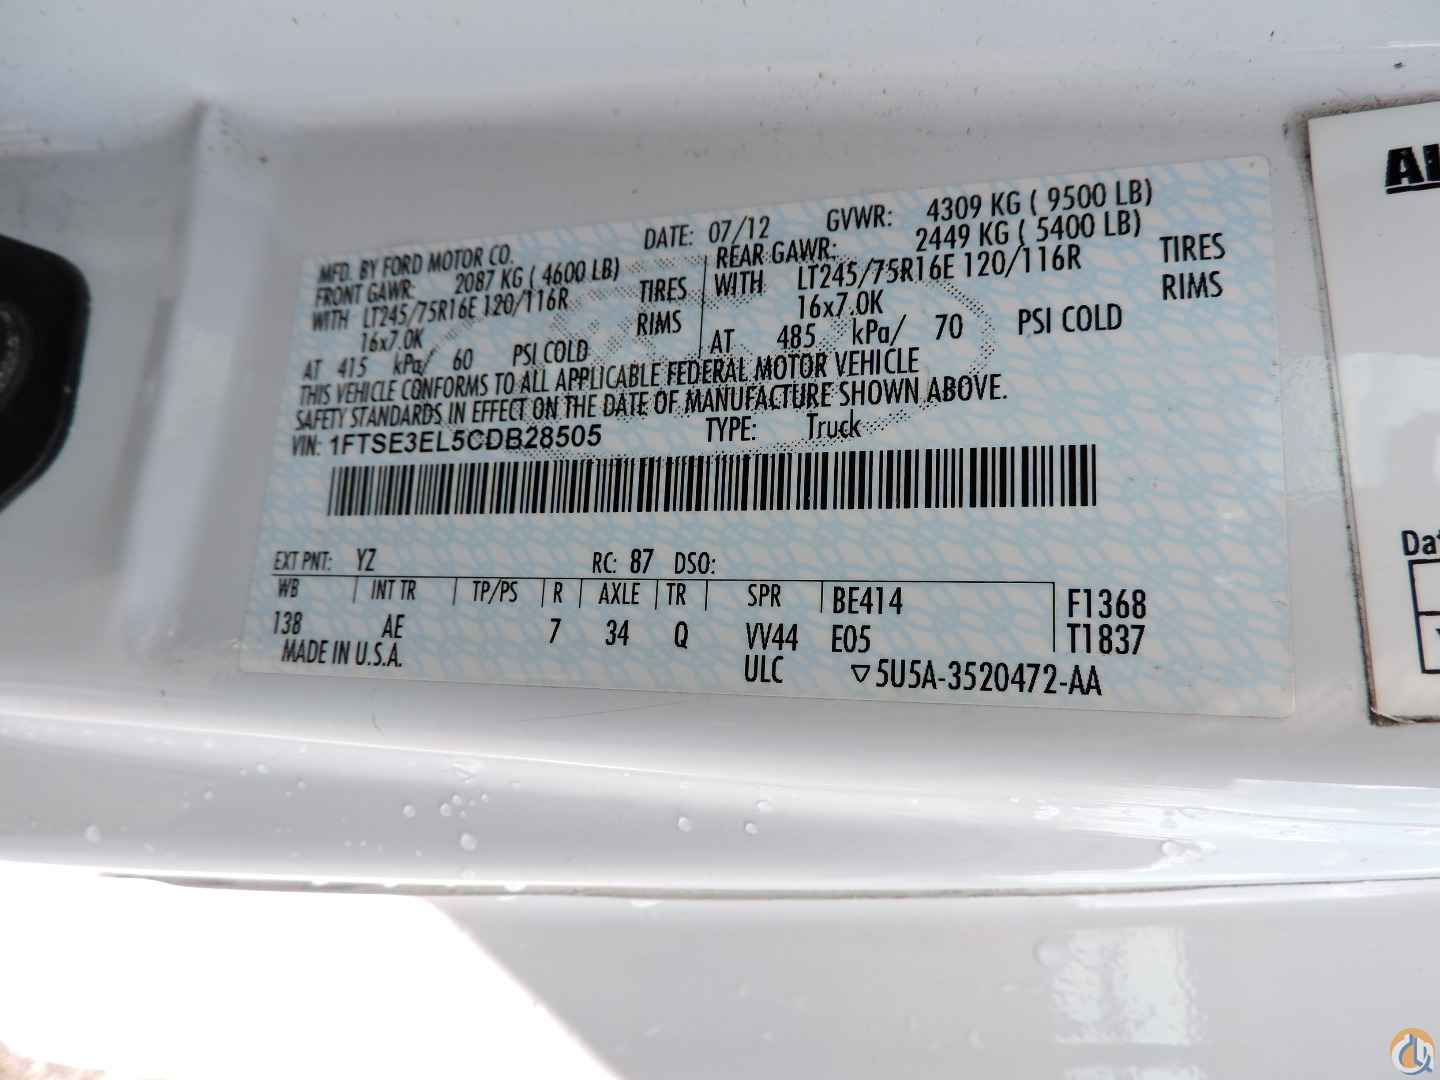 MFD. BY FORD MOTOR CO. DATE: 07/12 GVWR: 4309 KG ( 9500 LB)
FRONT GAWR: 2087 KG ( 4600 LB) REAR GAWR: 2449 KG ( 5400 LB)
WITH LT245/75R16E 120/116R TIRES WITH LT245/75R16E 120/116R TIRES
16x7.0K RIMS 16x7.0K RIMS
AT 415 kPa/ 60 PSI COLD AT 485 kPa/ 70 PSI COLD
THIS VEHICLE CONFORMS TO ALL APPLICABLE FEDERAL MOTOR VEHICLE
SAFETY STANDARDS IN EFFECT ON THE DATE OF MANUFACTURE SHOWN ABOVE.
VIN: 1FTSE3EL5CDB28505 TYPE: Truck
EXT PNT: YZ RC: 87 DSO:
WB INT TR TP/PS R AXLE TR SPR BE414 F1368
138 AE 7 34 Q VV44 E05 T1837
MADE IN U.S.A. ULC ▽5U5A-3520472-AA